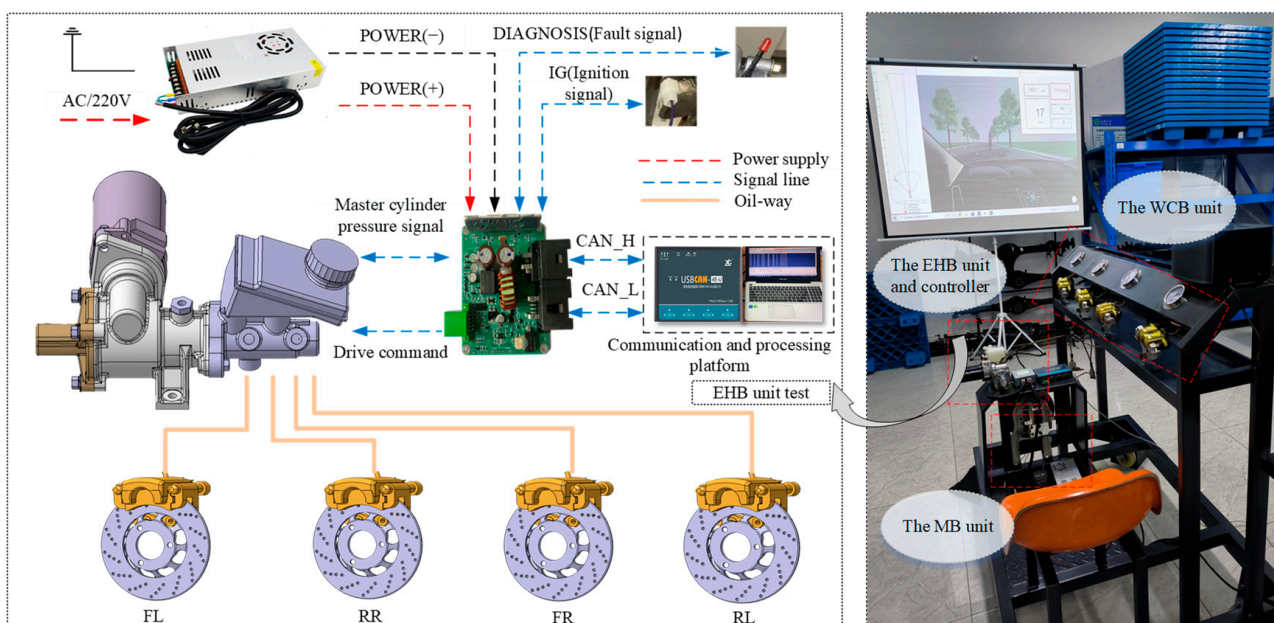 POWER(−)
DIAGNOSIS(Fault signal)
IG(Ignition
signal)
AC/220V
POWER(+)
Power supply
Signal line
Oil-way
Master cylinder
pressure signal
CAN_H
CAN_L
USBCAN
Drive command
Communication and processing
platform
EHB unit test
FL
RR
FR
RL
17
The WCB unit
The EHB unit
and controller
The MB unit